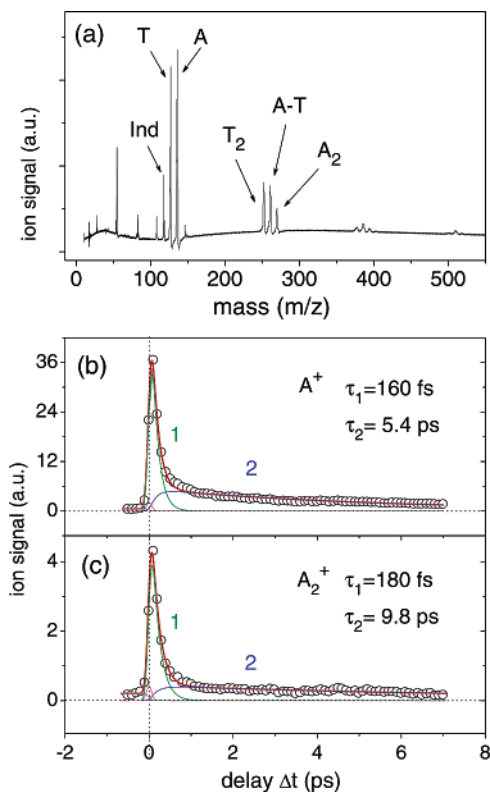 (a)
T
A
Ind
T₂
A-T
A₂
ion signal (a.u.)
0
100
200
300
400
500
mass (m/z)
(b)
36
24
12
0
1
2
A⁺ τ₁=160 fs
τ₂= 5.4 ps
ion signal (a.u.)
(c)
4
2
0
1
2
A₂⁺ τ₁=180 fs
τ₂= 9.8 ps
-2
0
2
4
6
8
delay Δt (ps)